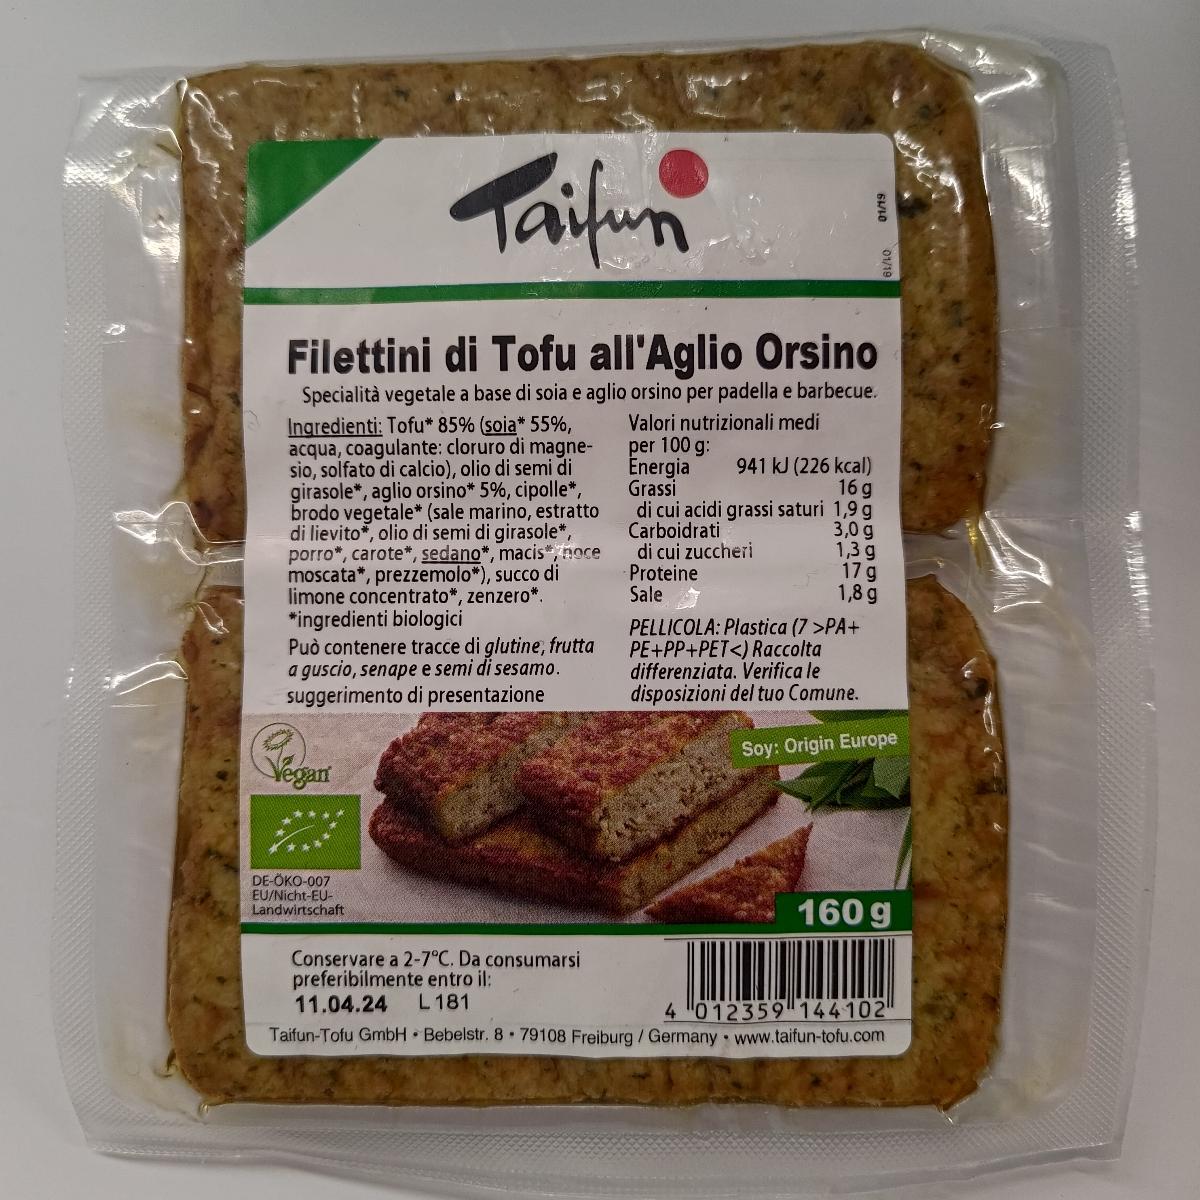 Taifun
01/19
01/19
Filettini di Tofu all'Aglio Orsino
Specialità vegetale a base di soia e aglio orsino per padella e barbecue.
Ingredienti: Tofu* 85% (soia* 55%,
acqua, coagulante: cloruro di magne-
sio, solfato di calcio), olio di semi di
girasole*, aglio orsino* 5%, cipolle*,
brodo vegetale* (sale marino, estratto
di lievito*, olio di semi di girasole*,
porro*, carote*, sedano*, macis*, noce
moscata*, prezzemolo*), succo di
limone concentrato*, zenzero*.
*ingredienti biologici
Può contenere tracce di glutine, frutta
a guscio, senape e semi di sesamo.
suggerimento di presentazione
Valori nutrizionali medi
per 100 g:
Energia 941 kJ (226 kcal)
Grassi 16 g
di cui acidi grassi saturi 1,9 g
Carboidrati 3,0 g
di cui zuccheri 1,3 g
Proteine 17 g
Sale 1,8 g
PELLICOLA: Plastica (7 >PA+
PE+PP+PET<) Raccolta
differenziata. Verifica le
disposizioni del tuo Comune.
Vegan
Soy: Origin Europe
DE-ÖKO-007
EU/Nicht-EU-
Landwirtschaft
160 g
Conservare a 2-7°C. Da consumarsi
preferibilmente entro il:
11.04.24 L 181
4 012359 144102
Taifun-Tofu GmbH • Bebelstr. 8 • 79108 Freiburg / Germany • www.taifun-tofu.com